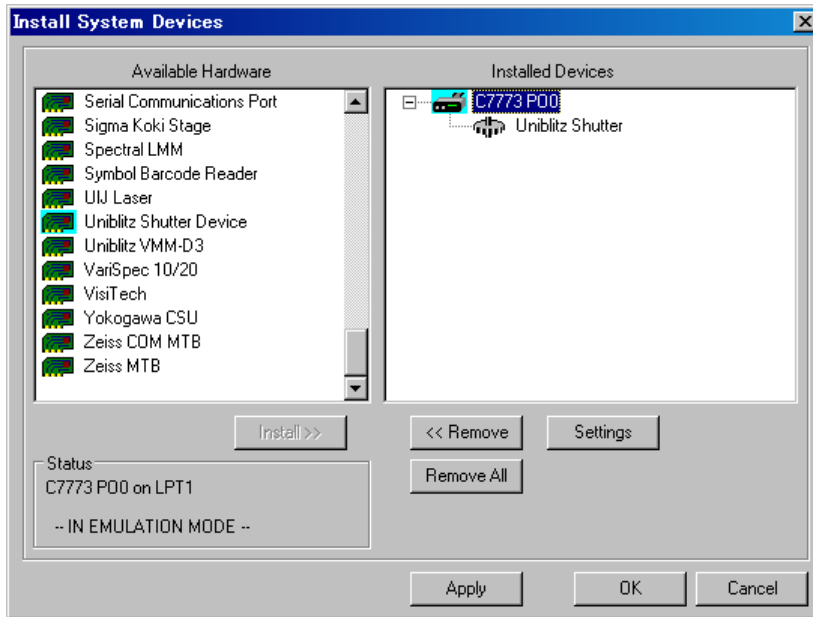 Install System Devices
Available Hardware
Serial Communications Port
Sigma Koki Stage
Spectral LMM
Symbol Barcode Reader
UIJ Laser
Uniblitz Shutter Device
Uniblitz VMM-D3
VariSpec 10/20
VisiTech
Yokogawa CSU
Zeiss COM MTB
Zeiss MTB
Install >>
Status
C7773 PO0 on LPT1
-- IN EMULATION MODE --
Installed Devices
C7773 PO0
Uniblitz Shutter
<< Remove
Settings
Remove All
Apply
OK
Cancel